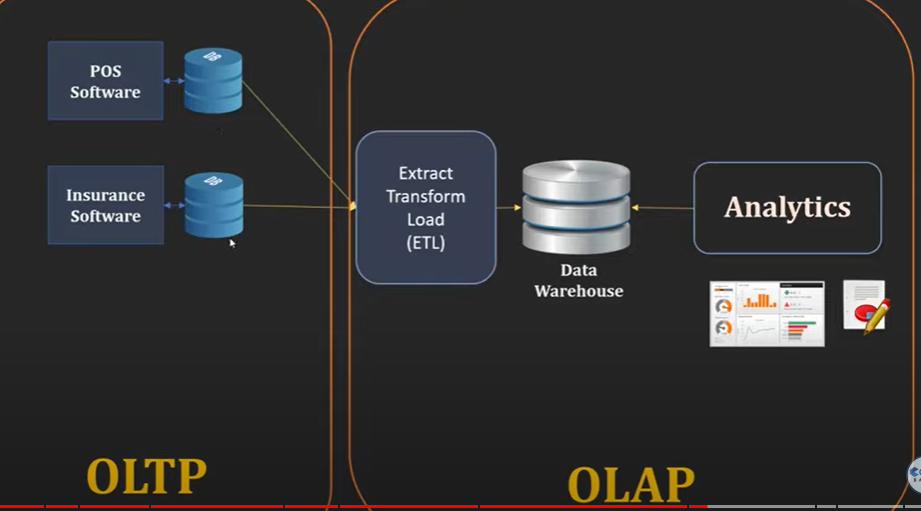 POS
Software
DB
Insurance
Software
DB
Extract
Transform
Load
(ETL)
Data
Warehouse
Analytics
OLTP
OLAP